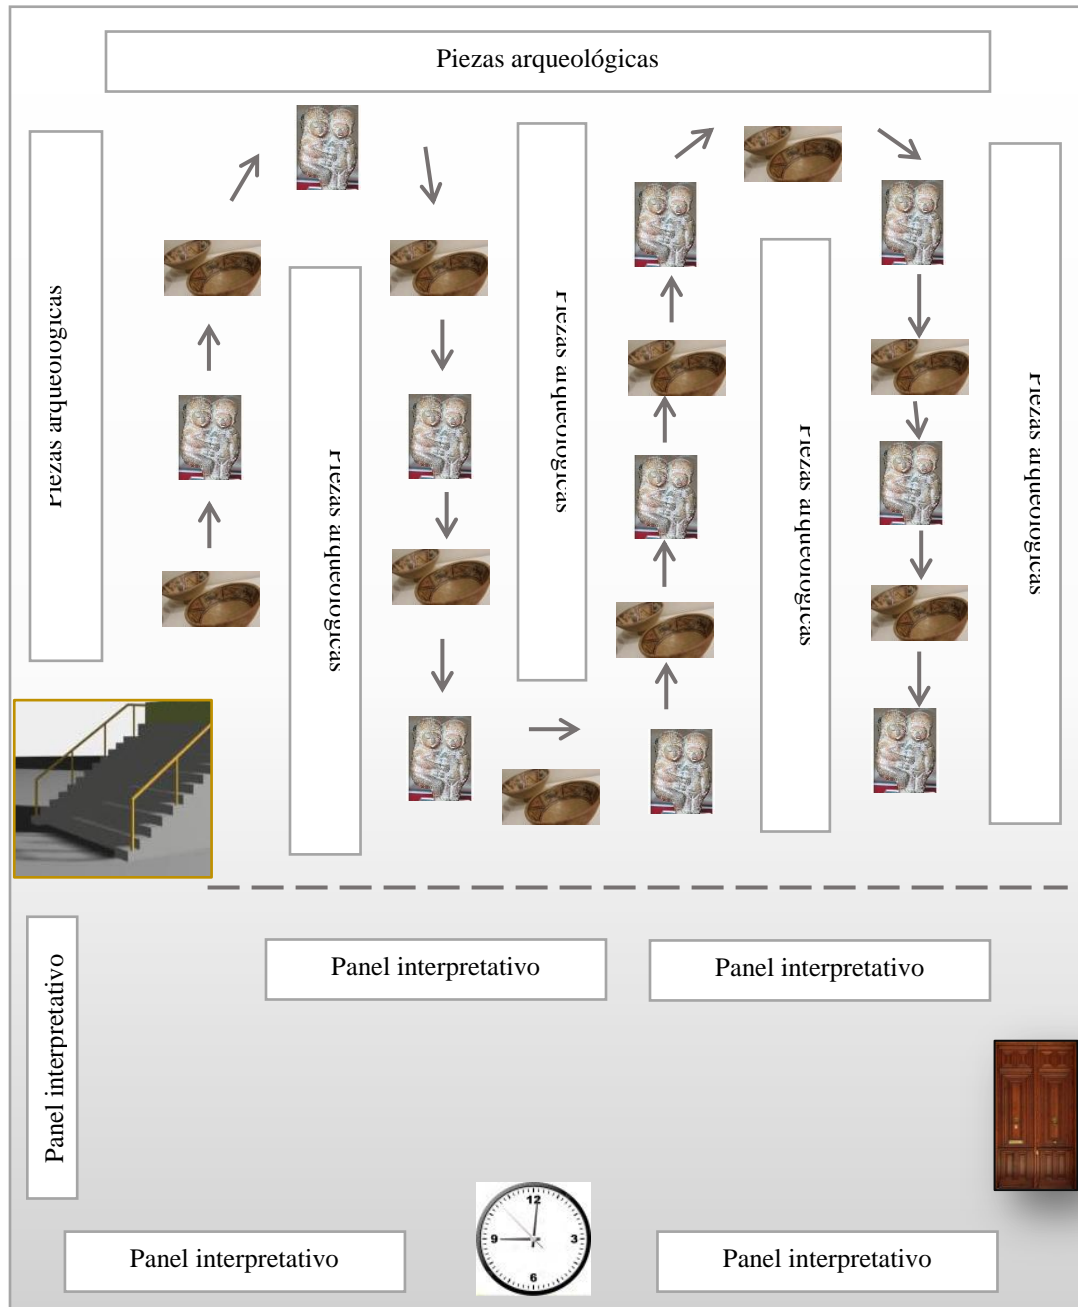 Piezas arqueológicas
Piezas arqueológicas
Piezas arqueológicas
Piezas arqueológicas
Piezas arqueológicas
Piezas arqueológicas
Panel interpretativo
Panel interpretativo
Panel interpretativo
12
9
3
6
Panel interpretativo
Panel interpretativo